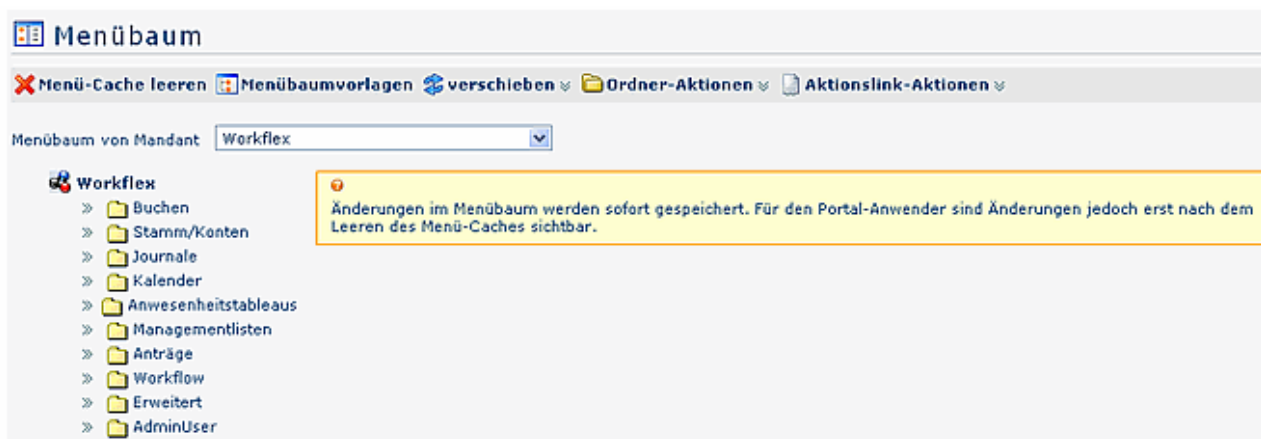 Menübaum
Menü-Cache leeren Menübaumvorlagen verschieben Ordner-Aktionen Aktionslink-Aktionen
Menübaum von Mandant Workflex
Workflex
Buchen
Stamm/Konten
Journale
Kalender
Anwesenheitstableaus
Managementlisten
Anträge
Workflow
Erweitert
AdminUser
Änderungen im Menübaum werden sofort gespeichert. Für den Portal-Anwender sind Änderungen jedoch erst nach dem
Leeren des Menü-Caches sichtbar.